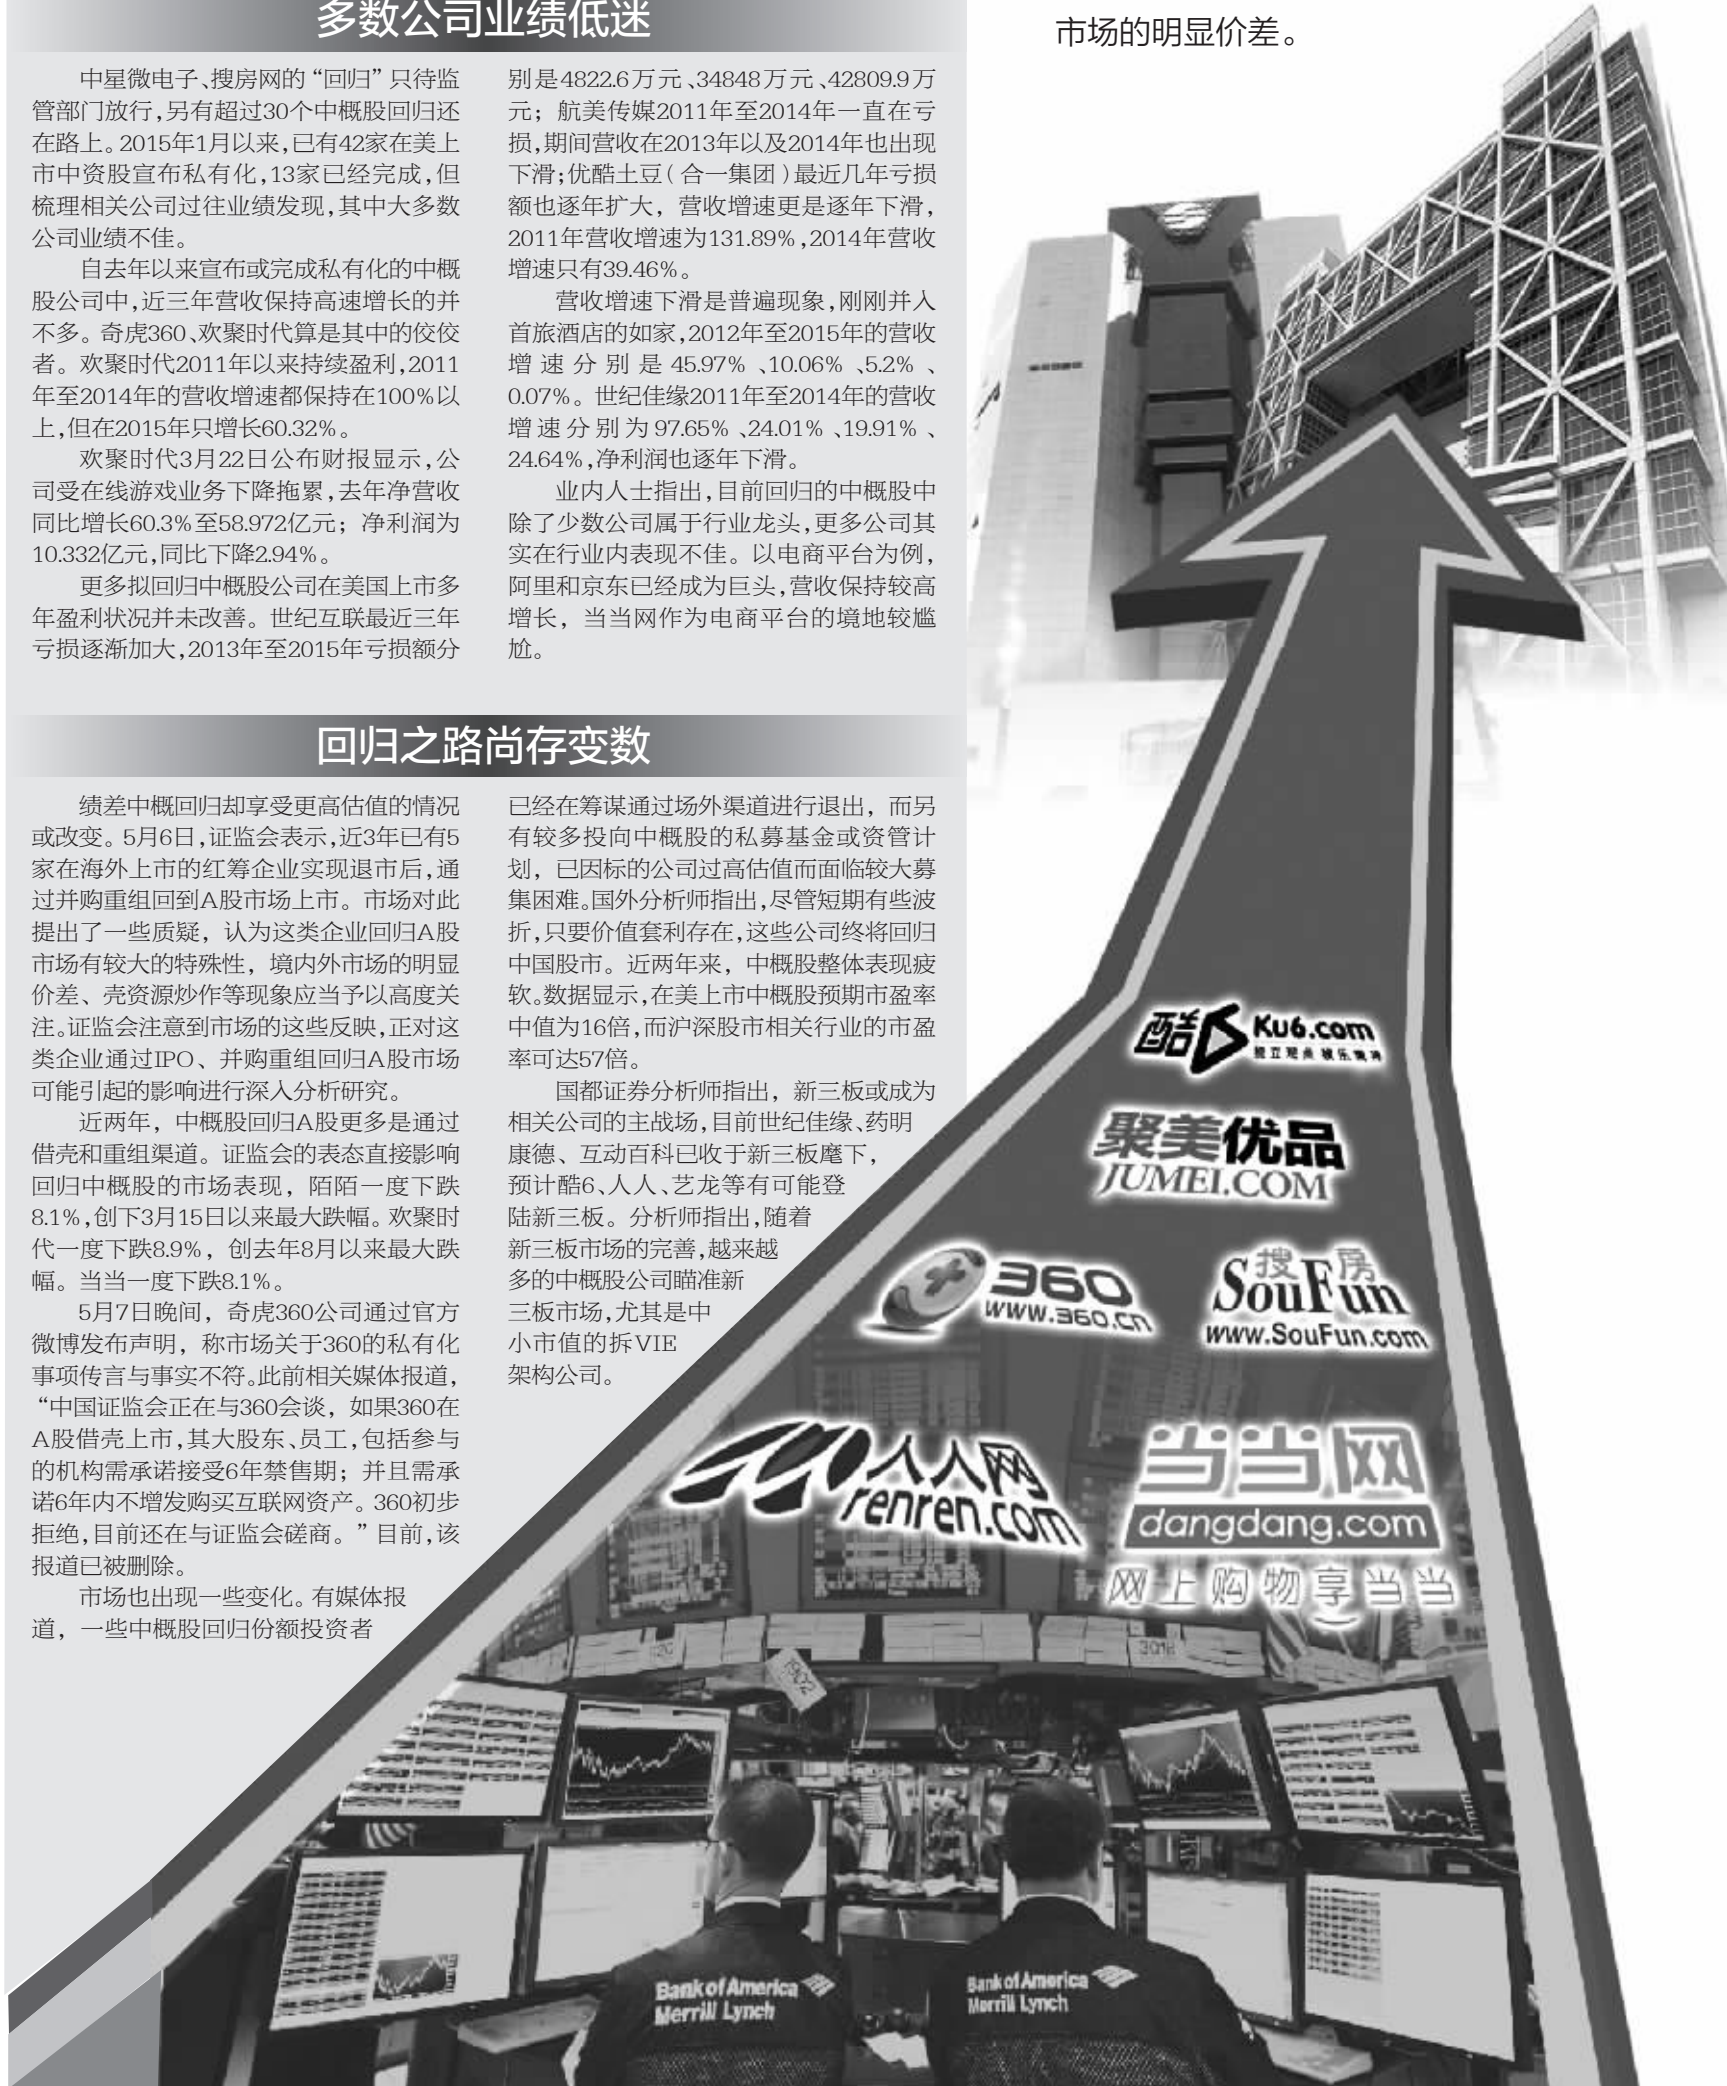 多数公司业绩低迷
中星微电子、搜房网的“回归”只待监
管部门放行,另有超过30个中概股回归还
在路上。2015年1月以来,已有42家在美上
市中资股宣布私有化,13家已经完成,但
梳理相关公司过往业绩发现,其中大多数
公司业绩不佳。
自去年以来宣布或完成私有化的中概
股公司中,近三年营收保持高速增长的并
不多。奇虎360、欢聚时代算是其中的佼佼
者。欢聚时代2011年以来持续盈利,2011
年至2014年的营收增速都保持在100%以
上,但在2015年只增长60.32%。
欢聚时代3月22日公布财报显示,公
司受在线游戏业务下降拖累,去年净营收
同比增长60.3%至58.972亿元；净利润为
10.332亿元,同比下降2.94%。
更多拟回归中概股公司在美国上市多
年盈利状况并未改善。世纪互联最近三年
亏损逐渐加大,2013年至2015年亏损额分
别是4822.6万元、34848万元、42809.9万
元；航美传媒2011年至2014年一直在亏
损,期间营收在2013年以及2014年也出现
下滑;优酷土豆(合一集团)最近几年亏损
额也逐年扩大，营收增速更是逐年下滑,
2011年营收增速为131.89%,2014年营收
增速只有39.46%。
营收增速下滑是普遍现象,刚刚并入
首旅酒店的如家,2012年至2015年的营收
增速分别是45.97%、10.06%、5.2%、
0.07%。世纪佳缘2011年至2014年的营收
增速分别为97.65%、24.01%、19.91%、
24.64%,净利润也逐年下滑。
业内人士指出,目前回归的中概股中
除了少数公司属于行业龙头,更多公司其
实在行业内表现不佳。以电商平台为例,
阿里和京东已经成为巨头,营收保持较高
增长，当当网作为电商平台的境地较尴
尬。
市场的明显价差。
回归之路尚存变数
绩差中概回归却享受更高估值的情况
或改变。5月6日,证监会表示,近3年已有5
家在海外上市的红筹企业实现退市后,通
过并购重组回到A股市场上市。市场对此
提出了一些质疑，认为这类企业回归A股
市场有较大的特殊性，境内外市场的明显
价差、壳资源炒作等现象应当予以高度关
注。证监会注意到市场的这些反映,正对这
类企业通过IPO、并购重组回归A股市场
可能引起的影响进行深入分析研究。
近两年，中概股回归A股更多是通过
借壳和重组渠道。证监会的表态直接影响
回归中概股的市场表现，陌陌一度下跌
8.1%,创下3月15日以来最大跌幅。欢聚时
代一度下跌8.9%，创去年8月以来最大跌
幅。当当一度下跌8.1%。
5月7日晚间，奇虎360公司通过官方
微博发布声明，称市场关于360的私有化
事项传言与事实不符。此前相关媒体报道,
“中国证监会正在与360会谈，如果360在
A股借壳上市,其大股东、员工,包括参与
的机构需承诺接受6年禁售期；并且需承
诺6年内不增发购买互联网资产。360初步
拒绝,目前还在与证监会磋商。”目前,该
报道已被删除。
市场也出现一些变化。有媒体报
道，一些中概股回归份额投资者
已经在筹谋通过场外渠道进行退出，而另
有较多投向中概股的私募基金或资管计
划，已因标的公司过高估值而面临较大募
集困难。国外分析师指出,尽管短期有些波
折,只要价值套利存在,这些公司终将回归
中国股市。近两年来，中概股整体表现疲
软。数据显示,在美上市中概股预期市盈率
中值为16倍,而沪深股市相关行业的市盈
率可达57倍。
国都证券分析师指出，新三板或成为
相关公司的主战场,目前世纪佳缘、药明
康德、互动百科已收于新三板麾下，
预计酷6、人人、艺龙等有可能登
陆新三板。分析师指出,随着
新三板市场的完善,越来越
多的中概股公司瞄准新
三板市场,尤其是中
小市值的拆VIE
架构公司。
酷6 Ku6.com
聚美优品
JUMEI.COM
360
www.360.cn
搜房
SouFun
www.SouFun.com
人人网
renren.com
当当网
dangdang.com
网上购物享当当
Bank of America
Merrill Lynch
Bank of America
Merrill Lynch